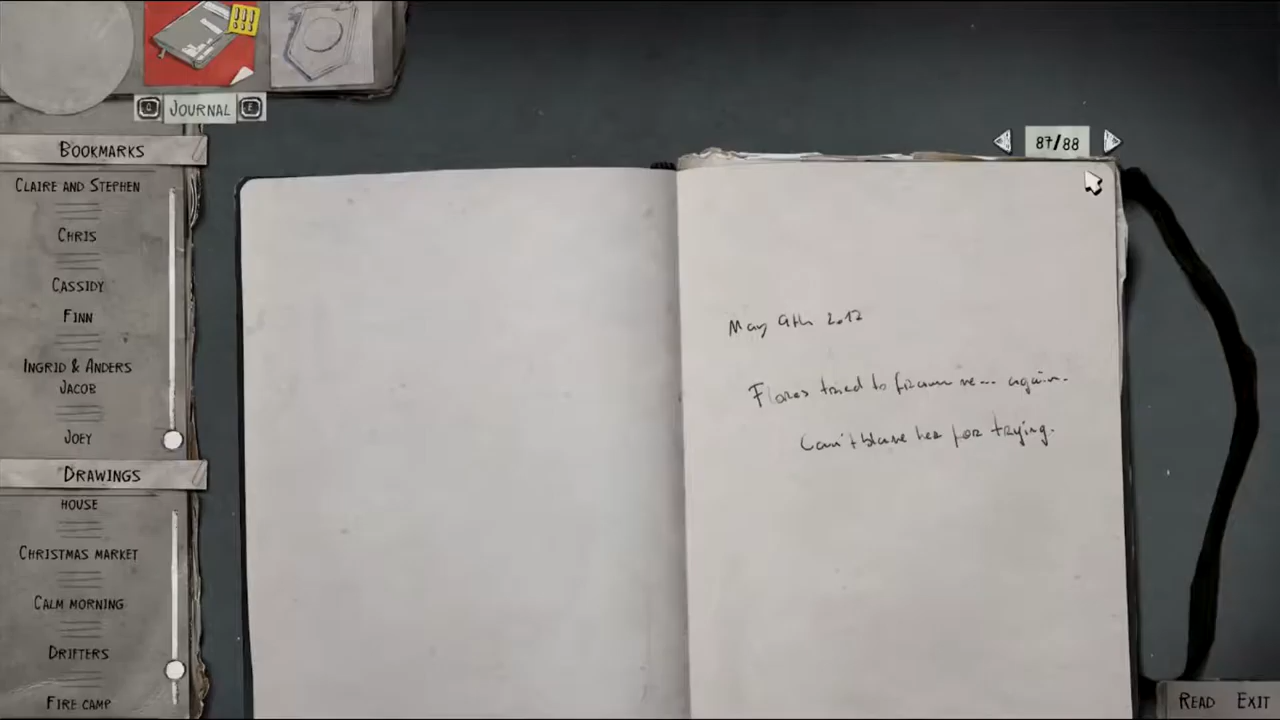 Q
JOURNAL
E
87/88
BOOKMARKS
CLAIRE AND STEPHEN
CHRIS
CASSIDY
FINN
INGRID & ANDERS
JACOB
JOEY
DRAWINGS
HOUSE
CHRISTMAS MARKET
CALM MORNING
DRIFTERS
FIRE CAMP
May 9th 2017
Flores tried to me... again.
Can't blame her for trying.
READ
EXIT